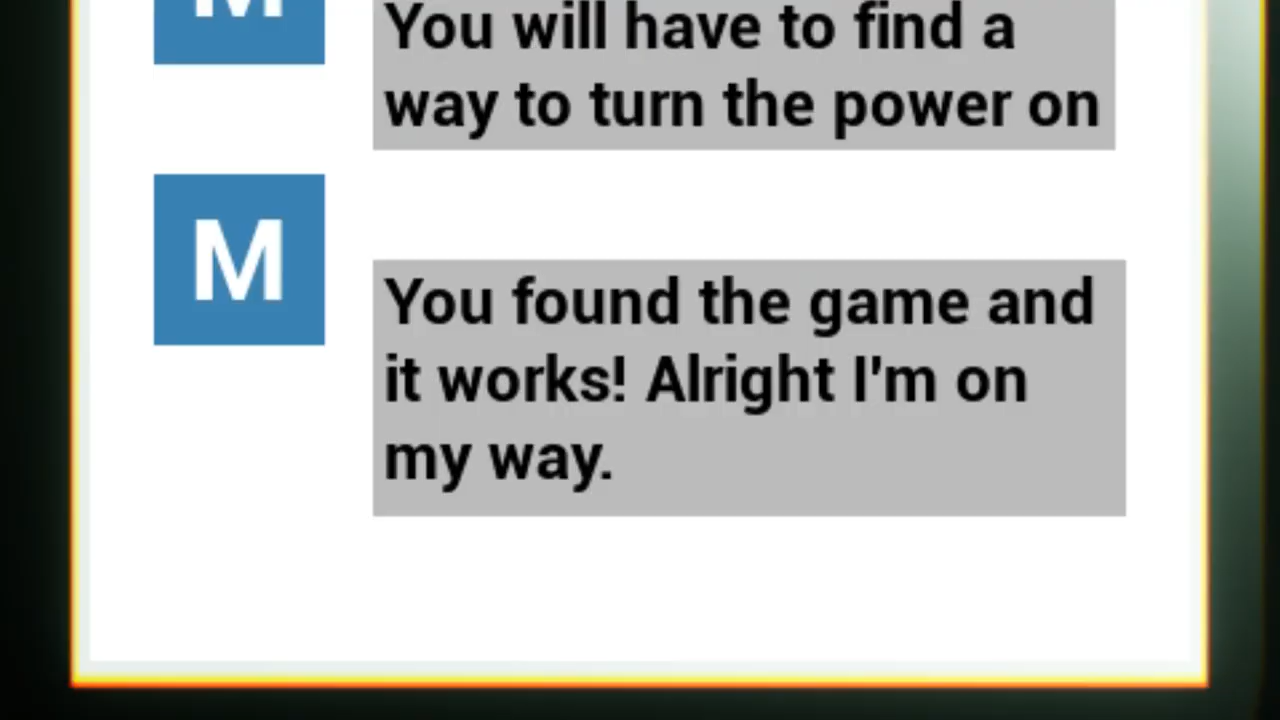 M
You will have to find a
way to turn the power on
M
You found the game and
it works! Alright I'm on
my way.